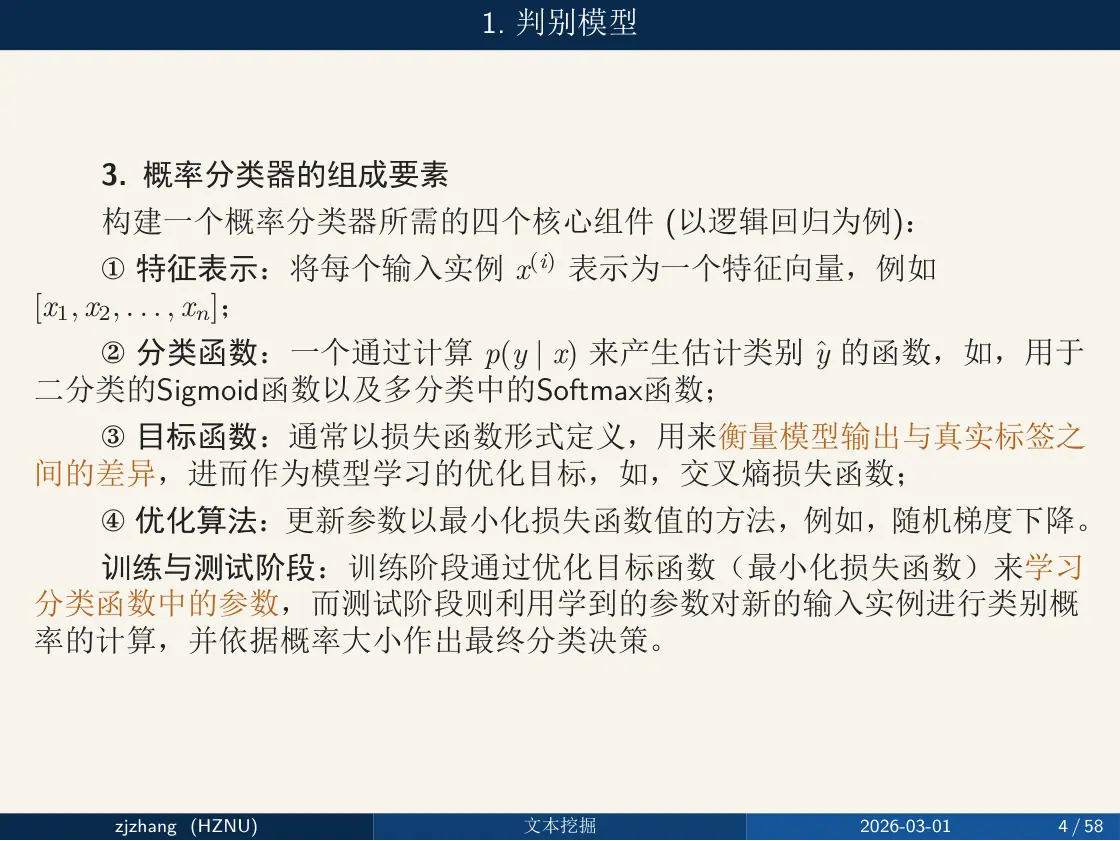 1. 判别模型
3. 概率分类器的组成要素
构建一个概率分类器所需的四个核心组件 (以逻辑回归为例)：
① 特征表示：将每个输入实例 x^(i) 表示为一个特征向量，例如
[x₁, x₂, . . . , xₙ]；
② 分类函数：一个通过计算 p(y | x) 来产生估计类别 ŷ 的函数，如，用于
二分类的Sigmoid函数以及多分类中的Softmax函数；
③ 目标函数：通常以损失函数形式定义，用来衡量模型输出与真实标签之
间的差异，进而作为模型学习的优化目标，如，交叉熵损失函数；
④ 优化算法：更新参数以最小化损失函数值的方法，例如，随机梯度下降。
训练与测试阶段：训练阶段通过优化目标函数（最小化损失函数）来学习
分类函数中的参数，而测试阶段则利用学到的参数对新的输入实例进行类别概
率的计算，并依据概率大小作出最终分类决策。
zjzhang (HZNU) 文本挖掘 2026-03-01 4 / 58